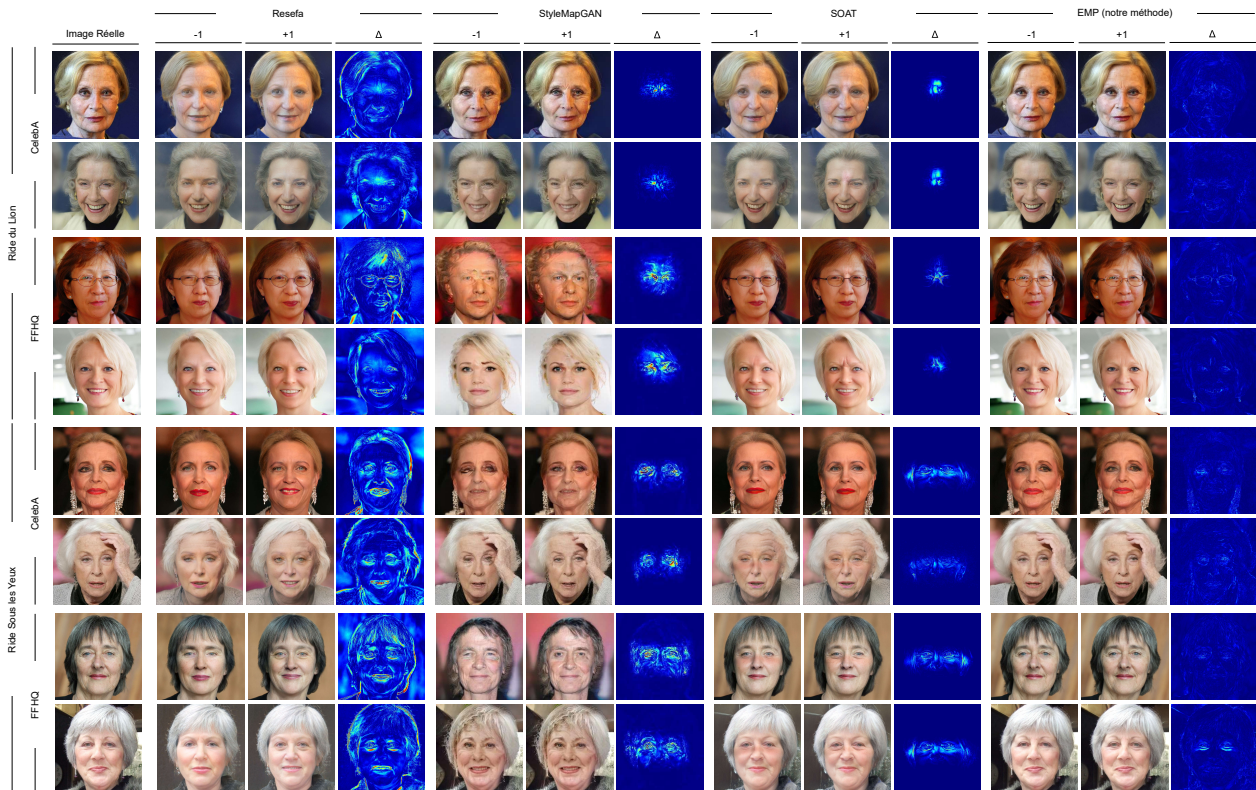 Resefa StyleMapGAN SOAT EMP (notre méthode)
Image Réelle -1 +1 Δ -1 +1 Δ -1 +1 Δ -1 +1 Δ
Ride du Lion
CelebA
FFHQ
Ride Sous les Yeux
CelebA
FFHQ